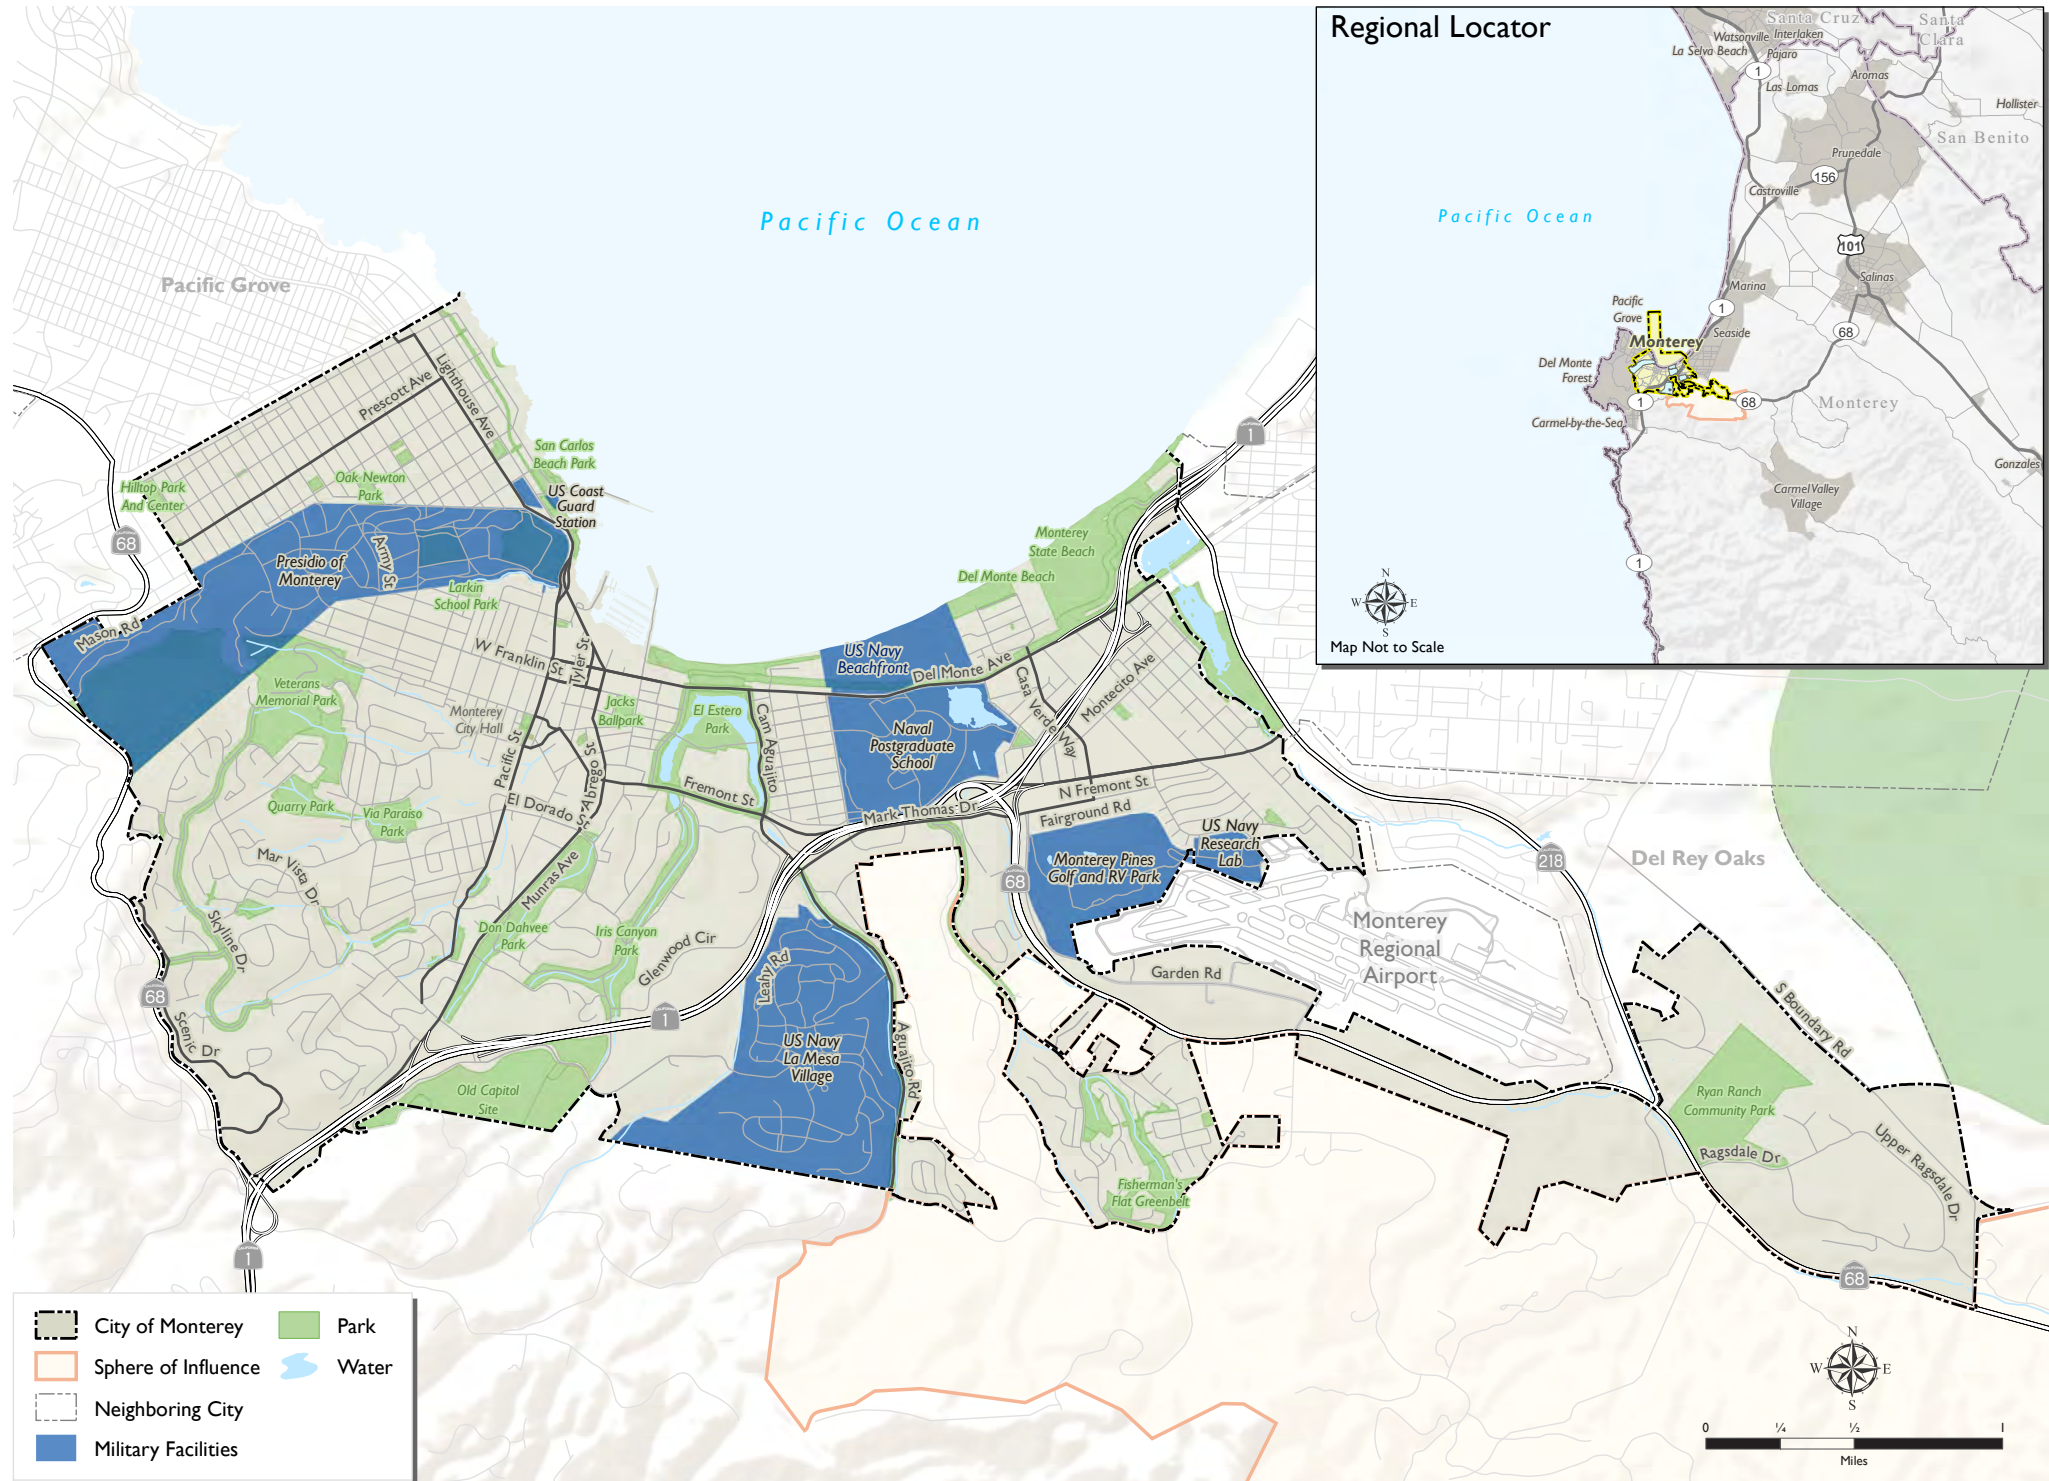 Regional Locator
Santa Cruz
Santa
Clara
Watsonville
Interlaken
La Selva Beach
Pajaro
1
Aromas
Las Lomas
Hollister
San Benito
Prunedale
156
Castroville
Pacific Ocean
101
Salinas
Marina
Pacific
Grove
1
Seaside
68
Monterey
Del Monte
Forest
1
68
Monterey
Carmel-by-the-Sea
Gonzales
Carmel Valley
Village
1
N
W
E
S
Map Not to Scale
Pacific Ocean
Pacific Grove
Prescott Ave
Lighthouse Ave
San Carlos
Beach Park
Oak Newton
Park
Hilltop Park
And Center
US Coast
Guard
Station
CALIFORNIA
1
68
Presidio of
Monterey
Army St
Larkin
School Park
Monterey
State Beach
Del Monte Beach
Mason Rd
W Franklin St
Tyler St
US Navy
Beachfront
Del Monte Ave
Casa Verde Way
Montecito Ave
Veterans
Memorial Park
Monterey
City Hall
Jacks
Ballpark
El Estero
Park
Cam Aguajito
Naval
Postgraduate
School
Pacific St
Abrego St
Quarry Park
Via Paraiso
Park
El Dorado St
Fremont St
Mark Thomas Dr
N Fremont St
Fairground Rd
US Navy
Research
Lab
Monterey Pines
Golf and RV Park
68
218
Del Rey Oaks
Mar Vista Dr
Munras Ave
Skyline Dr
Don Dahvee
Park
Iris Canyon
Park
Glenwood Cir
Leahy Rd
Monterey
Regional
Airport
Garden Rd
68
Scenic Dr
1
US Navy
La Mesa
Village
Aguajito Rd
S Boundary Rd
Old Capitol
Site
Ryan Ranch
Community Park
Ragsdale Dr
Upper Ragsdale Dr
Fisherman's
Flat Greenbelt
1
68
City of Monterey
Park
Sphere of Influence
Water
Neighboring City
Military Facilities
N
W
E
S
0
¼
½
1
Miles